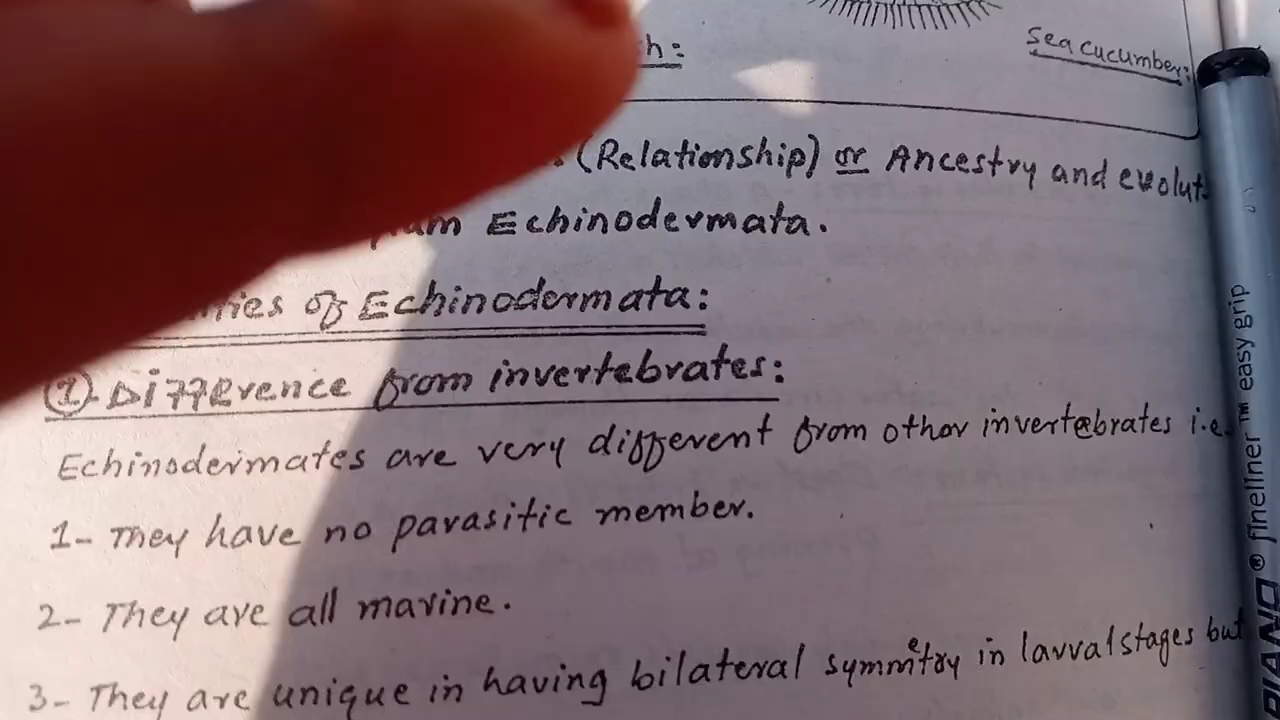 h:
Sea cucumber:
(Relationship) or Ancestry and evolut
Echinodermata.
of Echinodermata:
1. Difference from invertebrates:
Echinodermates are very different from other invertebrates i.e.
1- They have no parasitic member.
2- They are all marine.
3- They are unique in having bilateral symmetry in larval stages but
PIANO® fineliner™ easy grip